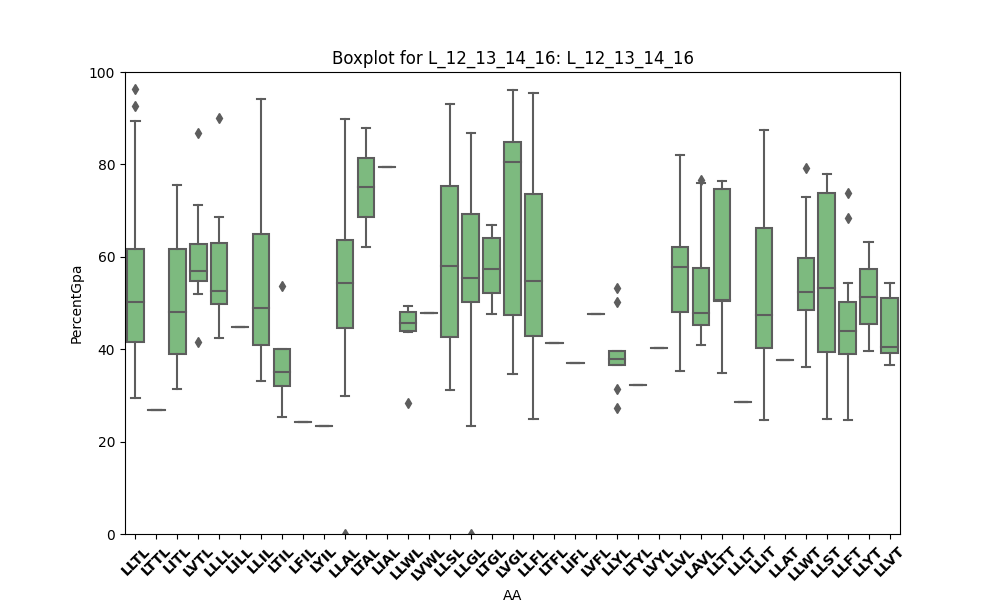 Boxplot for L_12_13_14_16: L_12_13_14_16
100
80
60
40
20
0
PercentGpa
LLTL LTTL LITL LVTL LLLL LILL LLIL LTIL LFIL LYIL LLAL LTAL LIAL LLWL LVWL LLSL LLGL LTGL LVGL LLFL LTFL LIFL LVFL LLYL LTYL LVYL LLVL LAVL LLTT LLLT LLIT LLAT LLWT LLST LLFT LLYT LLVT
AA